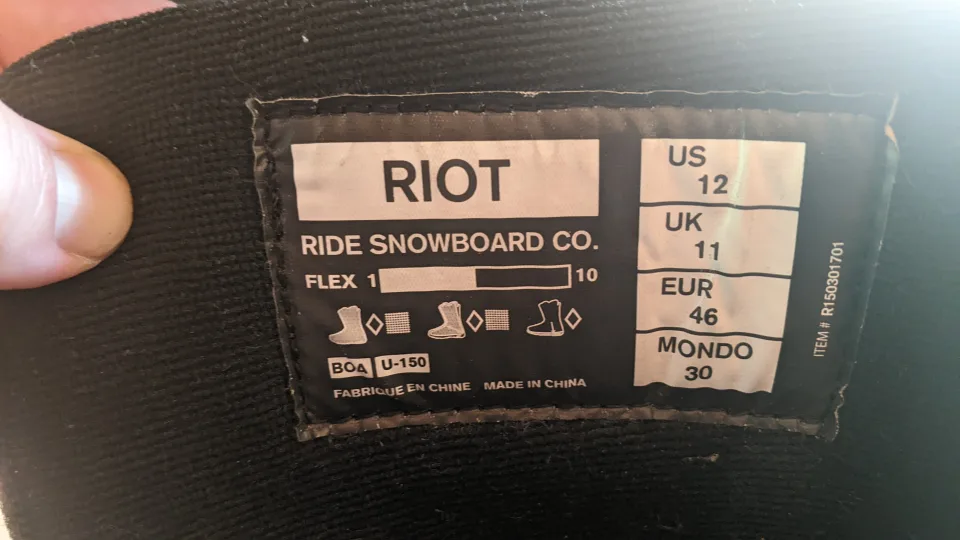 RIOT
RIDE SNOWBOARD CO.
FLEX 1 10
BOA U-150
FABRIQUE EN CHINE MADE IN CHINA
US
12
UK
11
EUR
46
MONDO
30
ITEM # R150301701